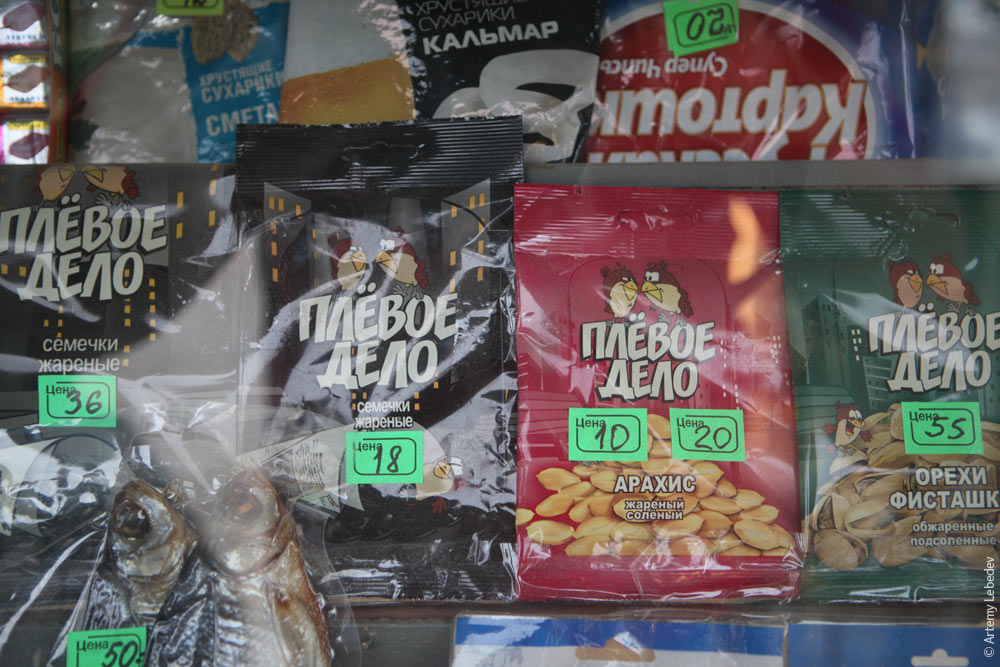 ХРУСТЯЩИЕ
СУХАРИКИ
СМЕТА
ХРУСТЯЩИЕ
СУХАРИКИ
КАЛЬМАР
20
Супер Чипсы
ПЛЁВОЕ
ДЕЛО
семечки
жареные
Цена
36
ПЛЁВОЕ
ДЕЛО
семечки
жареные
Цена
18
ПЛЁВОЕ
ДЕЛО
Цена
10
Цена
20
АРАХИС
жареный
солёный
ПЛЁВОЕ
ДЕЛО
Цена
55
ОРЕХИ
ФИСТАШК
обжаренные
подсоленные
Цена
50
© Artemy Lebedev